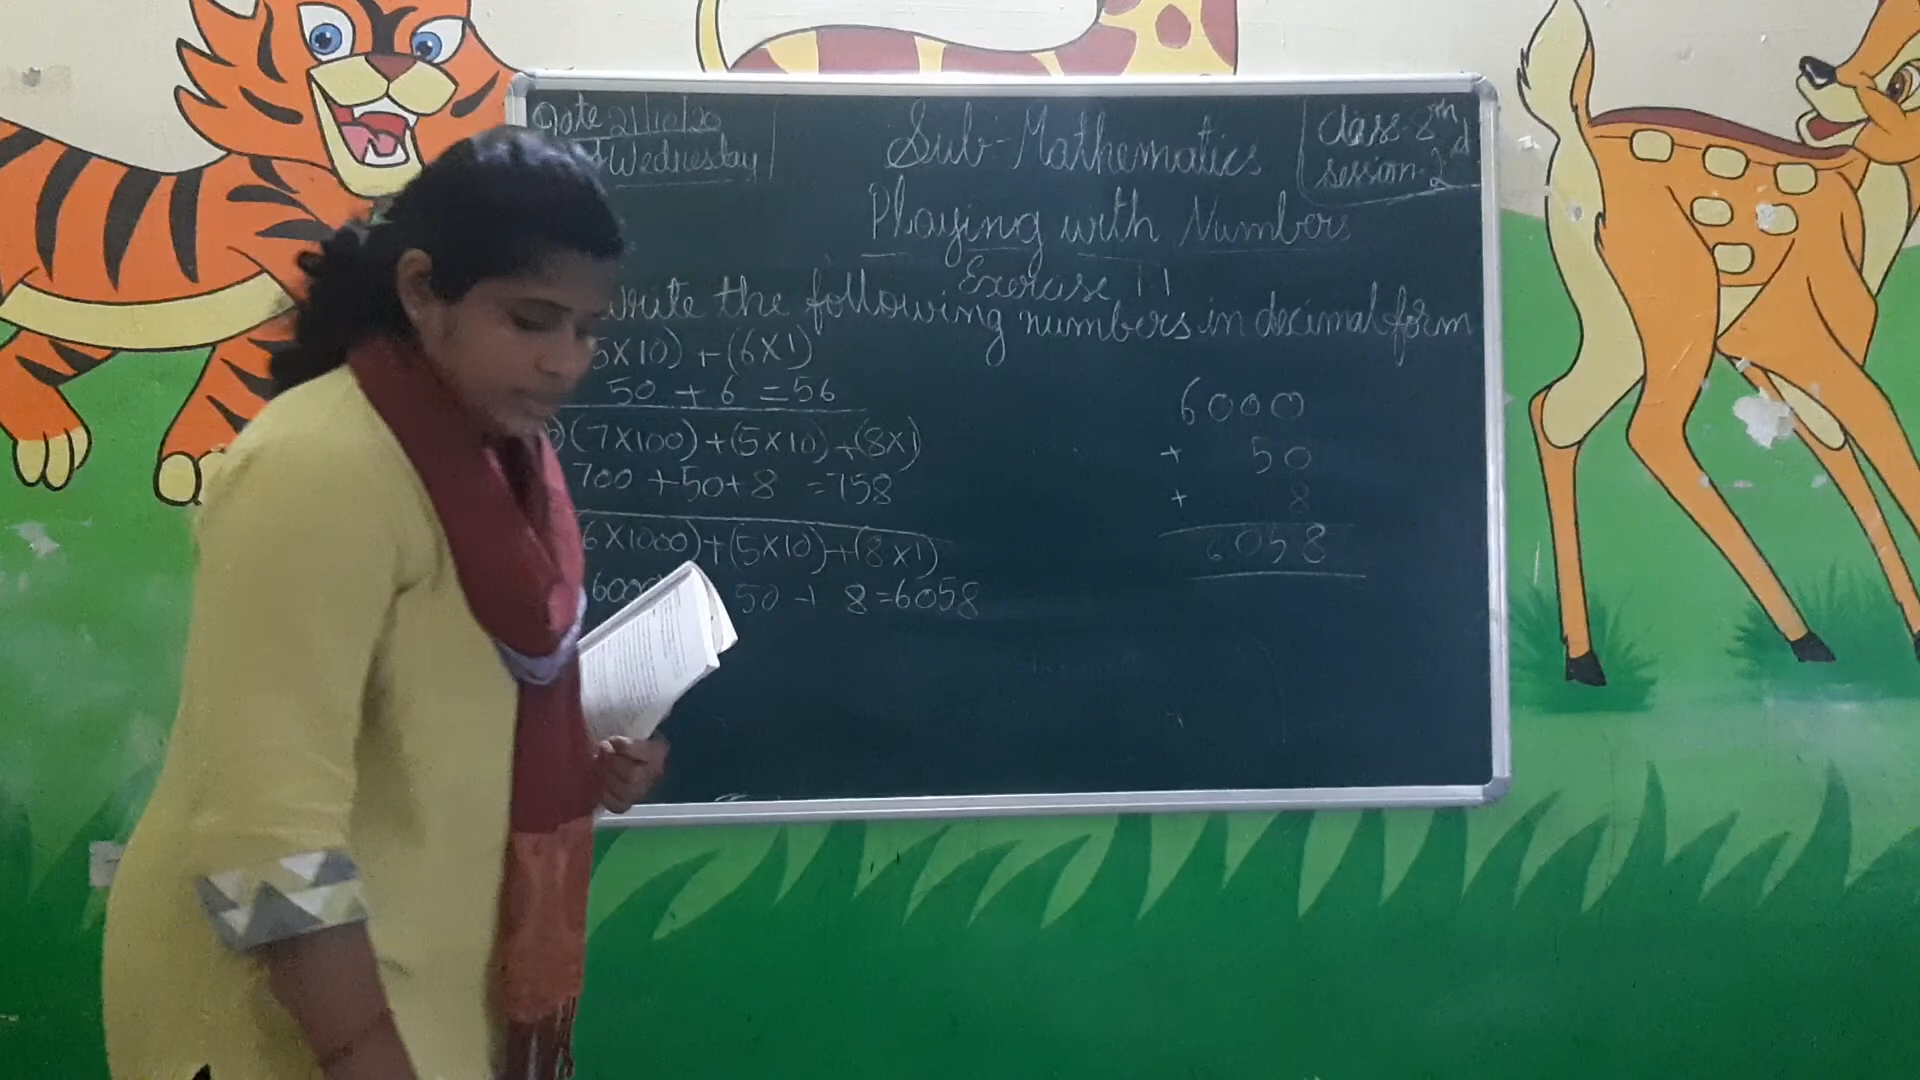 Date 21/10/20
Wednesday
Sub-Mathematics
Class-8th
session-2nd
Playing with Numbers
Exercise 1.1
write the following numbers in decimal form
5X10) + (6X1)
50 + 6 = 56
(7X100) + (5X10) + (8X1
700 + 50 + 8 = 758
6X1000) + (5X10) + (8X1)
6000 50 + 8 = 6058
6000
+ 50
+ 8
6058